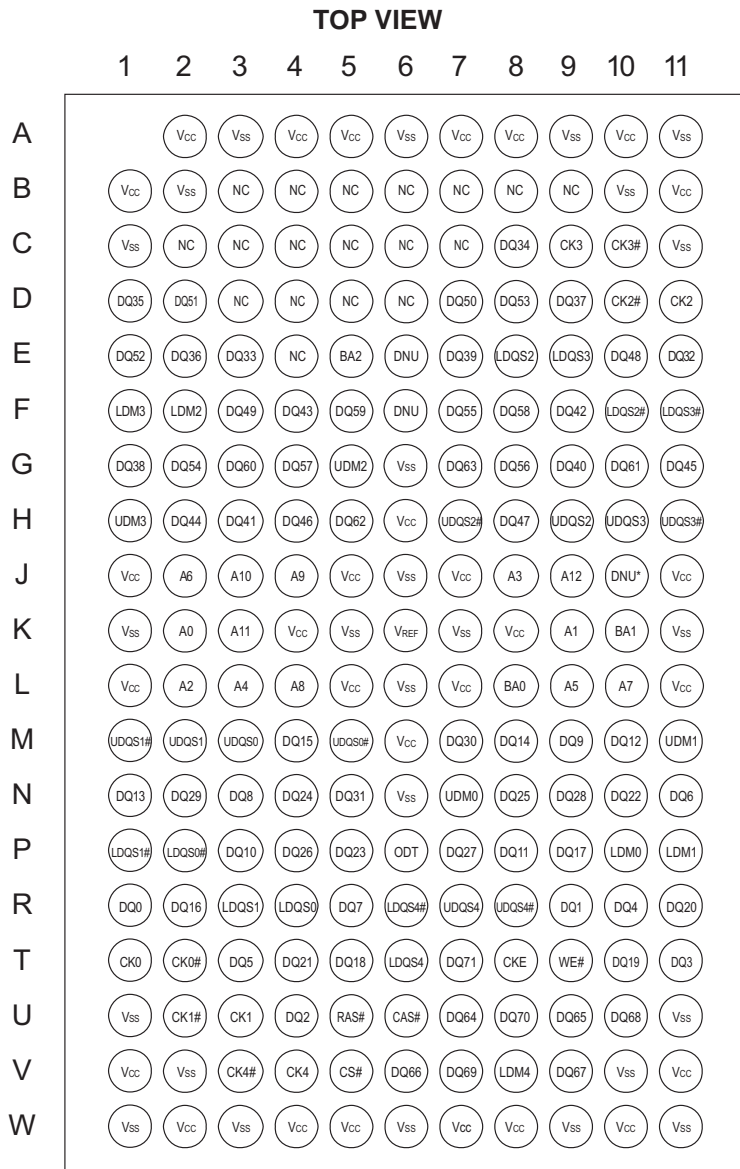 TOP VIEW
1 2 3 4 5 6 7 8 9 10 11
A Vcc Vss Vcc Vcc Vss Vcc Vcc Vss Vcc Vss
B Vcc Vss NC NC NC NC NC NC NC Vss Vcc
C Vss NC NC NC NC NC NC DQ34 CK3 CK3# Vss
D DQ35 DQ51 NC NC NC NC DQ50 DQ53 DQ37 CK2# CK2
E DQ52 DQ36 DQ33 NC BA2 DNU DQ39 LDQS2 LDQS3 DQ48 DQ32
F LDM3 LDM2 DQ49 DQ43 DQ59 DNU DQ55 DQ58 DQ42 LDQS2# LDQS3#
G DQ38 DQ54 DQ60 DQ57 UDM2 Vss DQ63 DQ56 DQ40 DQ61 DQ45
H UDM3 DQ44 DQ41 DQ46 DQ62 Vcc UDQS2# DQ47 UDQS2 UDQS3 UDQS3#
J Vcc A6 A10 A9 Vcc Vss Vcc A3 A12 DNU* Vcc
K Vss A0 A11 Vcc Vss VREF Vss Vcc A1 BA1 Vss
L Vcc A2 A4 A8 Vcc Vss Vcc BA0 A5 A7 Vcc
M UDQS1# UDQS1 UDQS0 DQ15 UDQS0# Vcc DQ30 DQ14 DQ9 DQ12 UDM1
N DQ13 DQ29 DQ8 DQ24 DQ31 Vss UDM0 DQ25 DQ28 DQ22 DQ6
P LDQS1# LDQS0# DQ10 DQ26 DQ23 ODT DQ27 DQ11 DQ17 LDM0 LDM1
R DQ0 DQ16 LDQS1 LDQS0 DQ7 LDQS4# UDQS4 UDQS4# DQ1 DQ4 DQ20
T CK0 CK0# DQ5 DQ21 DQ18 LDQS4 DQ71 CKE WE# DQ19 DQ3
U Vss CK1# CK1 DQ2 RAS# CAS# DQ64 DQ70 DQ65 DQ68 Vss
V Vcc Vss CK4# CK4 CS# DQ66 DQ69 LDM4 DQ67 Vss Vcc
W Vss Vcc Vss Vcc Vcc Vss Vcc Vcc Vss Vcc Vss